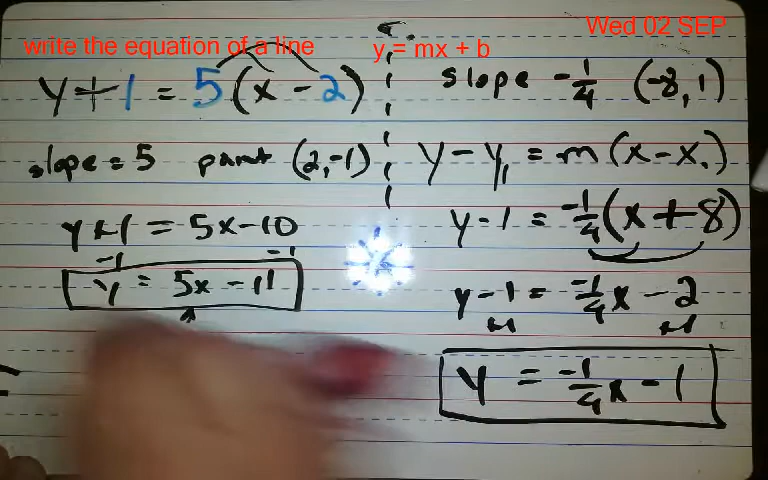 Wed 02 SEP
write the equation of a line
y = mx + b
y + 1 = 5(x - 2)
slope = 5 point (2, -1)
y + 1 = 5x - 10
-1 -1
y = 5x - 11
slope -1/4 (-8, 1)
y - y₁ = m(x - x₁)
y - 1 = -1/4(x + 8)
y - 1 = -1/4x - 2
+1 +1
y = -1/4x - 1